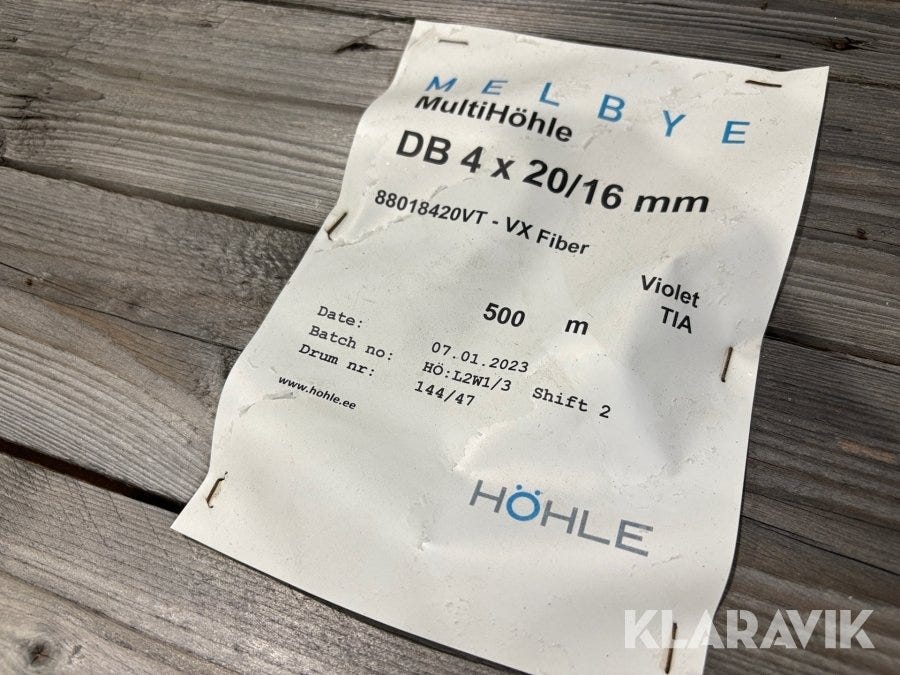 MELBYE
MultiHöhle
DB 4 x 20/16 mm
88018420VT - VX Fiber
Violet
500 m TIA
Date: 07.01.2023
Batch no: HÖ:L2W1/3 Shift 2
Drum nr: 144/47
www.hohle.ee
HÖHLE
KLARAVIK